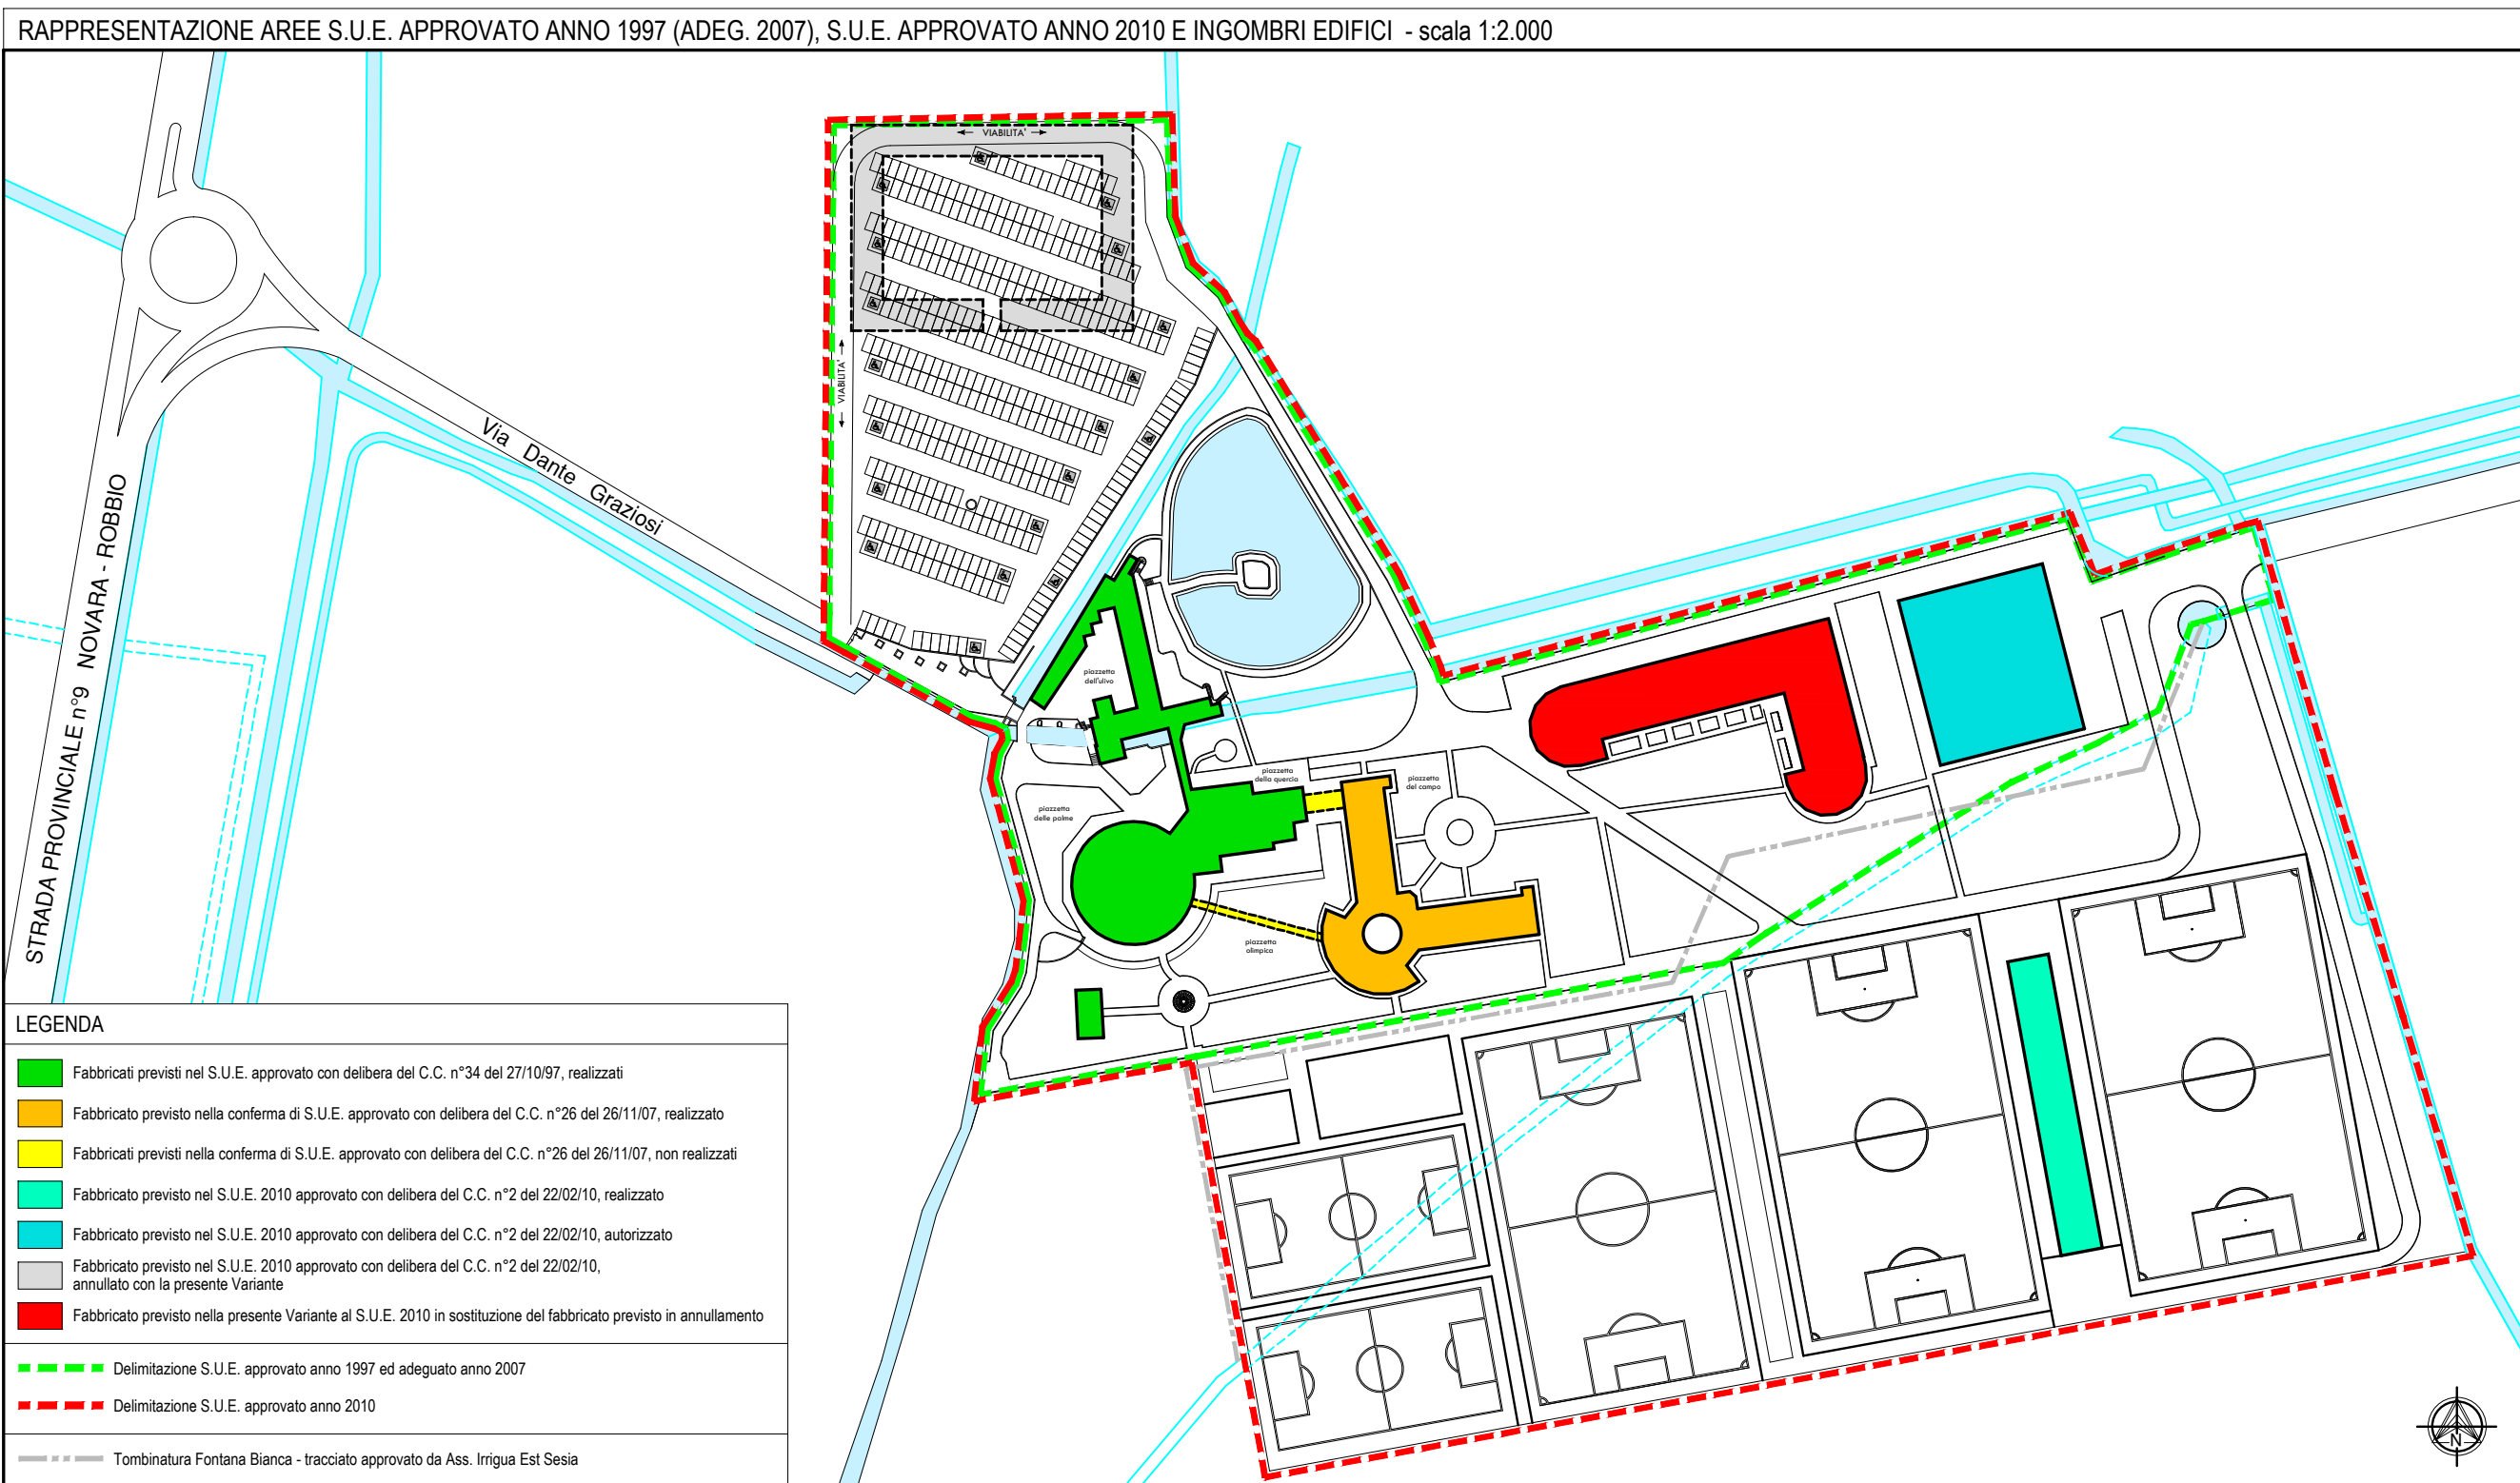 RAPPRESENTAZIONE AREE S.U.E. APPROVATO ANNO 1997 (ADEG. 2007), S.U.E. APPROVATO ANNO 2010 E INGOMBRI EDIFICI - scala 1:2.000
VIABILITA'
VIABILITA'
Via Dante Graziosi
STRADA PROVINCIALE n°9 NOVARA - ROBBIO
piazzetta
dell'ulivo
piazzetta
della quercia
piazzetta
del campo
piazzetta
delle palme
piazzetta
olimpica
LEGENDA
Fabbricati previsti nel S.U.E. approvato con delibera del C.C. n°34 del 27/10/97, realizzati
Fabbricato previsto nella conferma di S.U.E. approvato con delibera del C.C. n°26 del 26/11/07, realizzato
Fabbricati previsti nella conferma di S.U.E. approvato con delibera del C.C. n°26 del 26/11/07, non realizzati
Fabbricato previsto nel S.U.E. 2010 approvato con delibera del C.C. n°2 del 22/02/10, realizzato
Fabbricato previsto nel S.U.E. 2010 approvato con delibera del C.C. n°2 del 22/02/10, autorizzato
Fabbricato previsto nel S.U.E. 2010 approvato con delibera del C.C. n°2 del 22/02/10,
annullato con la presente Variante
Fabbricato previsto nella presente Variante al S.U.E. 2010 in sostituzione del fabbricato previsto in annullamento
Delimitazione S.U.E. approvato anno 1997 ed adeguato anno 2007
Delimitazione S.U.E. approvato anno 2010
Tombinatura Fontana Bianca - tracciato approvato da Ass. Irrigua Est Sesia
N